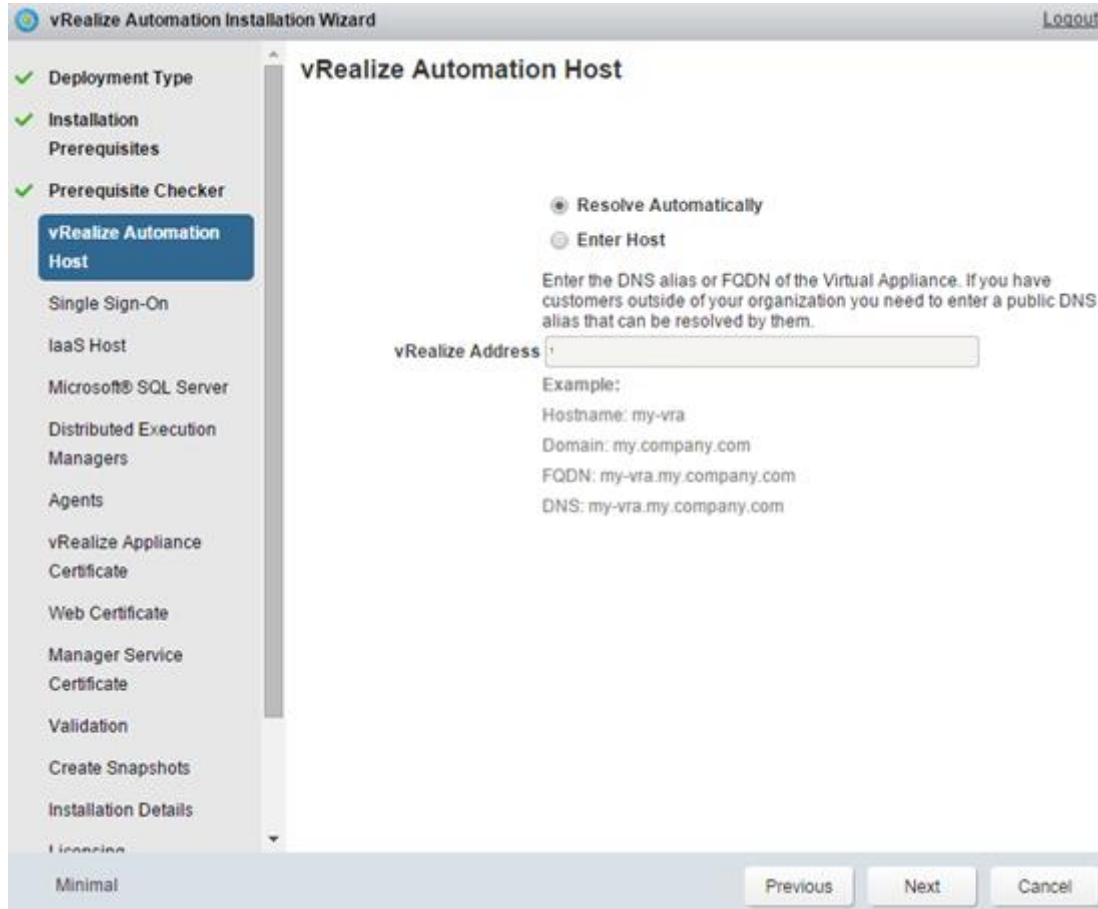 vRealize Automation Installation Wizard
Logout
Deployment Type
Installation
Prerequisites
Prerequisite Checker
vRealize Automation
Host
Single Sign-On
IaaS Host
Microsoft® SQL Server
Distributed Execution
Managers
Agents
vRealize Appliance
Certificate
Web Certificate
Manager Service
Certificate
Validation
Create Snapshots
Installation Details
Licensing
Minimal
vRealize Automation Host
Resolve Automatically
Enter Host
Enter the DNS alias or FQDN of the Virtual Appliance. If you have
customers outside of your organization you need to enter a public DNS
alias that can be resolved by them.
vRealize Address
Example:
Hostname: my-vra
Domain: my.company.com
FQDN: my-vra.my.company.com
DNS: my-vra.my.company.com
Previous
Next
Cancel